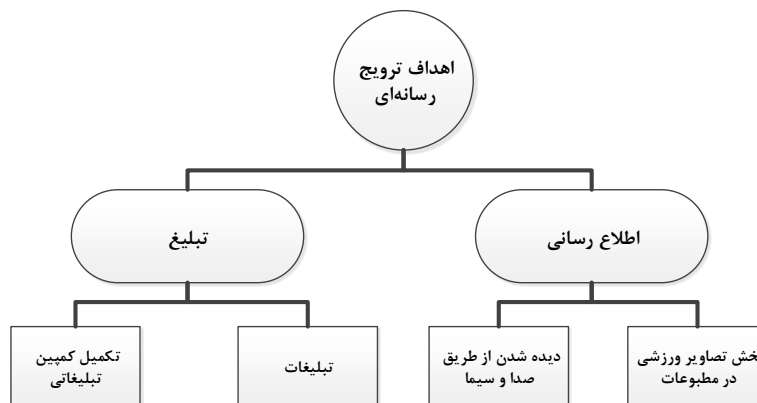 اهداف ترویج
رسانه‌ای
اطلاع رسانی
تبلیغ
پخش تصاویر ورزشی
در مطبوعات
دیده شدن از طریق
صدا و سیما
تبلیغات
تکمیل کمپین
تبلیغاتی